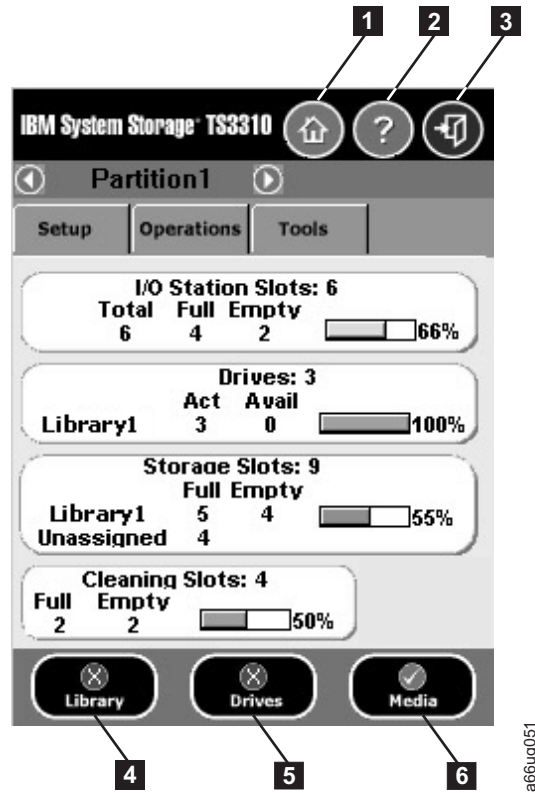 1 2 3
IBM System Storage TS3310 ?
Partition1
Setup Operations Tools
I/O Station Slots: 6
Total Full Empty
6 4 2 66%
Drives: 3
Act Avail
Library1 3 0 100%
Storage Slots: 9
Full Empty
Library1 5 4 55%
Unassigned 4
Cleaning Slots: 4
Full Empty
2 2 50%
Library Drives Media
4 5 6
a66ug051